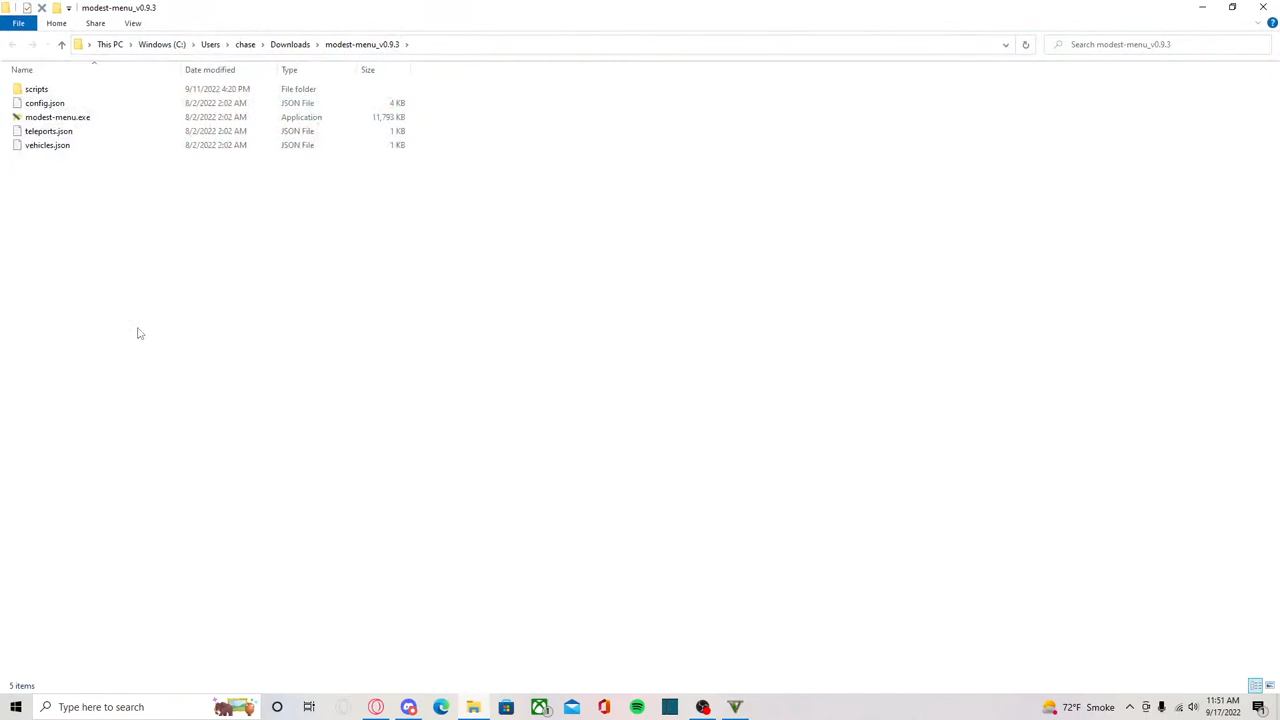 modest-menu_v0.9.3
File Home Share View
This PC > Windows (C:) > Users > chase > Downloads > modest-menu_v0.9.3 > Search modest-menu_v0.9.3
Name Date modified Type Size
scripts 9/11/2022 4:20 PM File folder
config.json 8/2/2022 2:02 AM JSON File 4 KB
modest-menu.exe 8/2/2022 2:02 AM Application 11,793 KB
teleports.json 8/2/2022 2:02 AM JSON File 1 KB
vehicles.json 8/2/2022 2:02 AM JSON File 1 KB
5 items
Type here to search
72°F Smoke
11:51 AM
9/17/2022